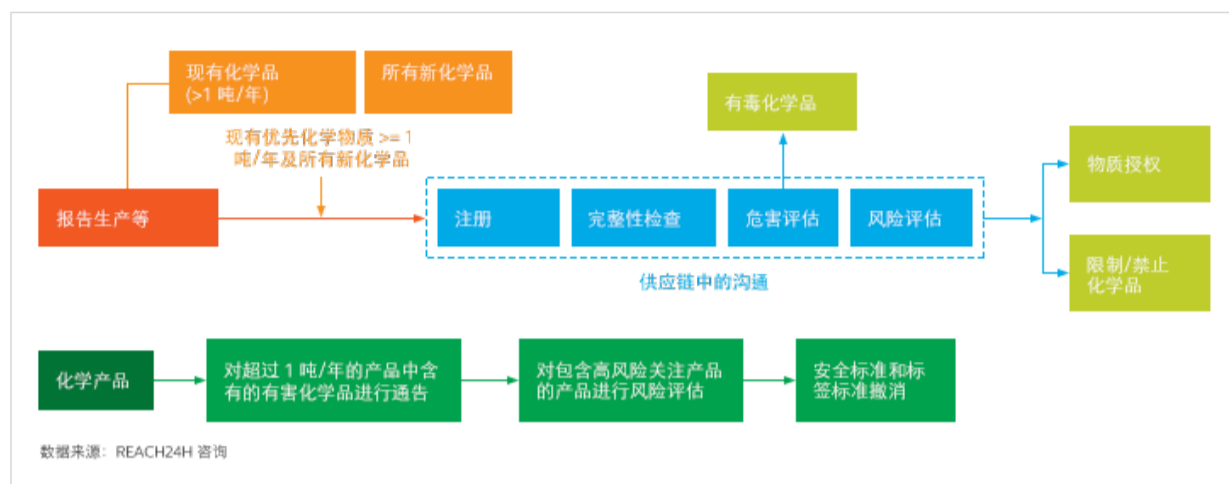 现有化学品
(>1 吨/年)
所有新化学品
现有优先化学物质 >= 1
吨/年及所有新化学品
有毒化学品
报告生产等
注册
完整性检查
危害评估
风险评估
供应链中的沟通
物质授权
限制/禁止
化学品
化学产品
对超过 1 吨/年的产品中含
有的有害化学品进行通告
对包含高风险关注产品
的产品进行风险评估
安全标准和标
签标准撤消
数据来源：REACH24H 咨询